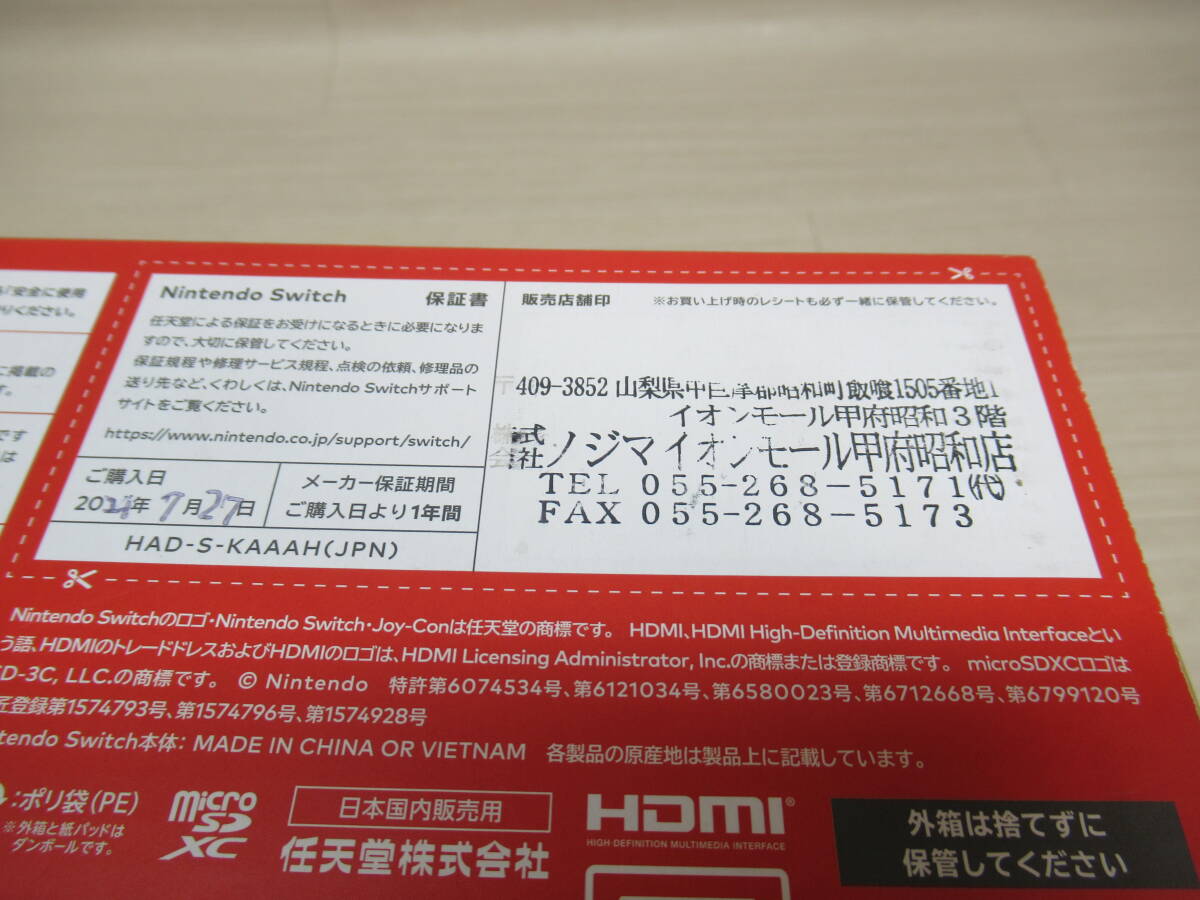 「安全に使用
りください。
に掲載の
す。
です
は
Nintendo Switch 保証書
任天堂による保証をお受けになるときに必要になりま
すので、大切に保管してください。
保証規程や修理サービス規程、点検の依頼、修理品の
送り先など、くわしくは、Nintendo Switchサポート
サイトをご覧ください。
https://www.nintendo.co.jp/support/switch/
ご購入日
年 7月27日
メーカー保証期間
ご購入日より1年間
HAD-S-KAAAH(JPN)
販売店舗印 ※お買い上げ時のレシートも必ず一緒に保管してください。
〒409-3852 山梨県中巨摩郡昭和町飯喰1505番地1
イオンモール甲府昭和3階
株式会社ノジマイオンモール甲府昭和店
TEL 055-268-5171(代)
FAX 055-268-5173
Nintendo Switchのロゴ・Nintendo Switch・Joy-Conは任天堂の商標です。 HDMI、HDMI High-Definition Multimedia Interfaceとい
う語、HDMIのトレードドレスおよびHDMIのロゴは、HDMI Licensing Administrator, Inc.の商標または登録商標です。 microSDXCロゴは
D-3C, LLC.の商標です。 © Nintendo 特許第6074534号、第6121034号、第6580023号、第6712668号、第6799120号
匠登録第1574793号、第1574796号、第1574928号
tendo Switch本体: MADE IN CHINA OR VIETNAM 各製品の原産地は製品上に記載しています。
:ポリ袋(PE)
※外箱と紙パッドは
ダンボールです。
micro
SD
XC
日本国内販売用
任天堂株式会社
HDMI®
HIGH-DEFINITION MULTIMEDIA INTERFACE
外箱は捨てずに
保管してください